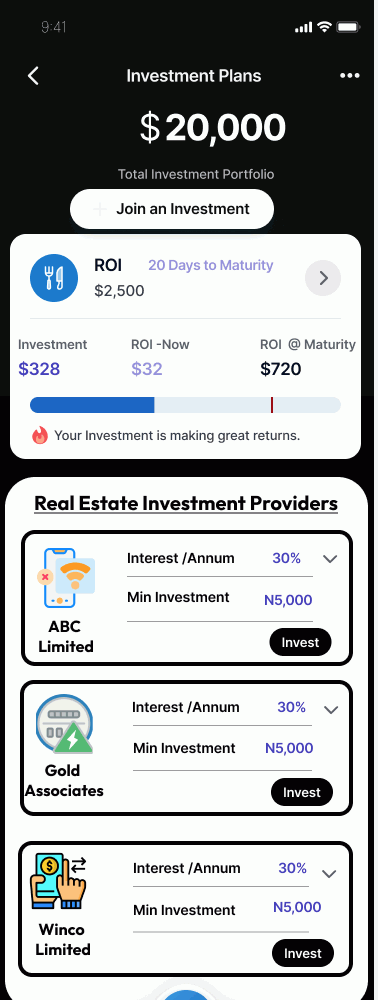 9:41
Investment Plans
$20,000
Total Investment Portfolio
+ Join an Investment
ROI 20 Days to Maturity
$2,500
Investment ROI -Now ROI @ Maturity
$328 $32 $720
Your Investment is making great returns.
Real Estate Investment Providers
Interest /Annum 30%
Min Investment N5,000
ABC
Limited
Invest
Interest /Annum 30%
Min Investment N5,000
Gold
Associates
Invest
Interest /Annum 30%
Min Investment N5,000
Winco
Limited
Invest